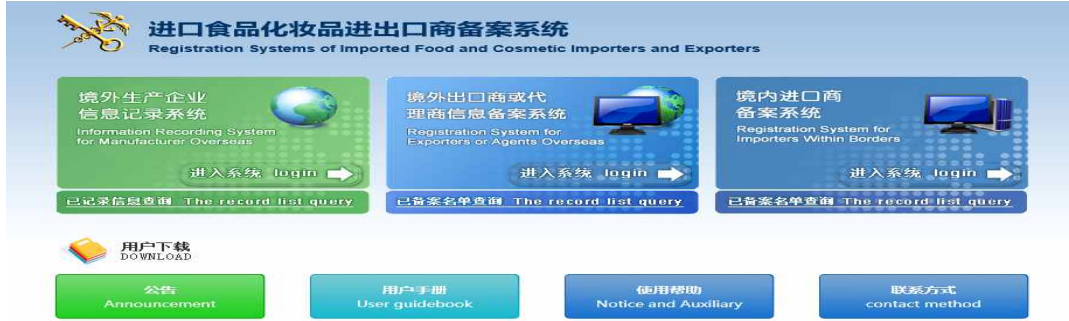 进口食品化妆品进出口商备案系统
Registration Systems of Imported Food and Cosmetic Importers and Exporters
境外生产企业
信息记录系统
Information Recording System
for Manufacturer Overseas
进入系统 login
已记录信息查询 The record list query
境外出口商或代
理商信息备案系统
Registration System for
Exporters or Agents Overseas
进入系统 login
已备案名单查询 The record list query
境内进口商
备案系统
Registration System for
Importers Within Borders
进入系统 login
已备案名单查询 The record list query
用户下载
DOWNLOAD
公告
Announcement
用户手册
User guidebook
使用帮助
Notice and Auxiliary
联系方式
contact method